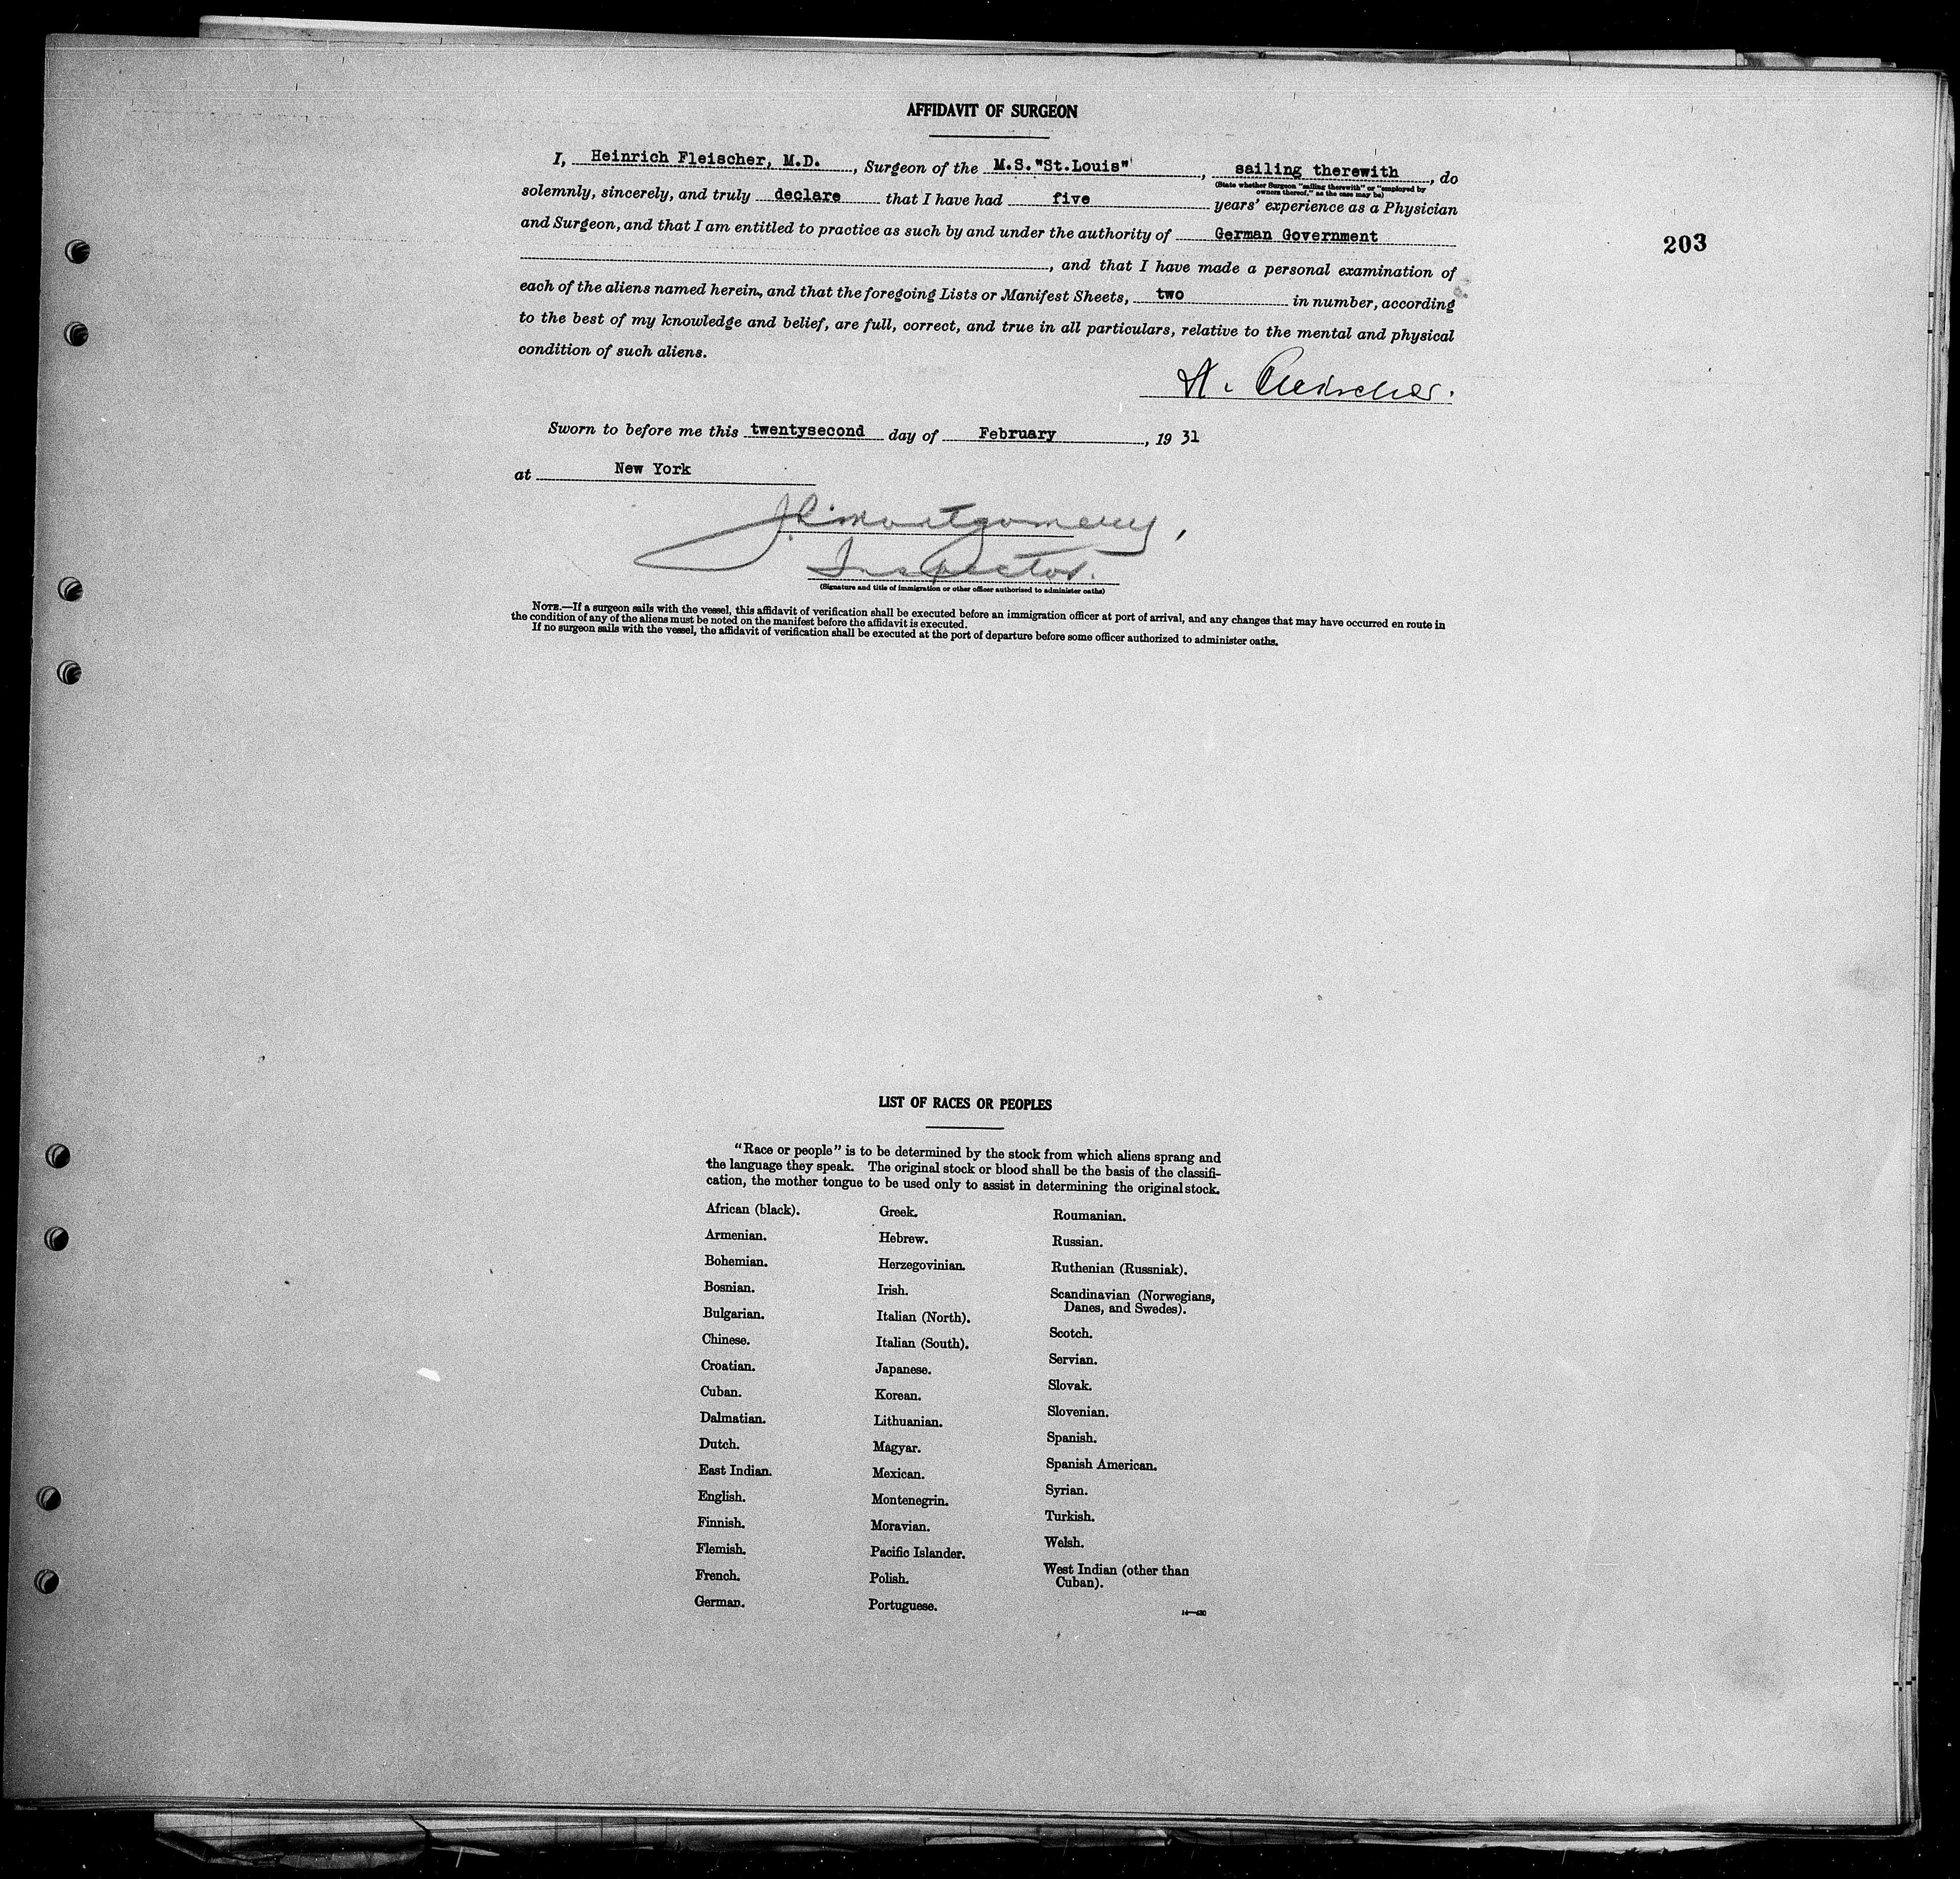 AFFIDAVIT OF SURGEON
I, Heinrich Fleischer, M.D., Surgeon of the M.S."St.Louis", sailing therewith, do
(State whether Surgeon "sailing therewith" or "employed by
owners thereof," as the case may be)
solemnly, sincerely, and truly declare that I have had five years' experience as a Physician
and Surgeon, and that I am entitled to practice as such by and under the authority of German Government
203
, and that I have made a personal examination of
each of the aliens named herein, and that the foregoing Lists or Manifest Sheets, two in number, according
to the best of my knowledge and belief, are full, correct, and true in all particulars, relative to the mental and physical
condition of such aliens.
H. Fleischer.
Sworn to before me this twentysecond day of February, 19 31
at New York
J. R. Montgomery,
Inspector.
(Signature and title of immigration or other officer authorized to administer oaths)
NOTE.—If a surgeon sails with the vessel, this affidavit of verification shall be executed before an immigration officer at port of arrival, and any changes that may have occurred en route in
the condition of any of the aliens must be noted on the manifest before the affidavit is executed.
If no surgeon sails with the vessel, the affidavit of verification shall be executed at the port of departure before some officer authorized to administer oaths.
LIST OF RACES OR PEOPLES
"Race or people" is to be determined by the stock from which aliens sprang and
the language they speak. The original stock or blood shall be the basis of the classifi-
cation, the mother tongue to be used only to assist in determining the original stock.
African (black).
Armenian.
Bohemian.
Bosnian.
Bulgarian.
Chinese.
Croatian.
Cuban.
Dalmatian.
Dutch.
East Indian.
English.
Finnish.
Flemish.
French.
German.
Greek.
Hebrew.
Herzegovinian.
Irish.
Italian (North).
Italian (South).
Japanese.
Korean.
Lithuanian.
Magyar.
Mexican.
Montenegrin.
Moravian.
Pacific Islander.
Polish.
Portuguese.
Roumanian.
Russian.
Ruthenian (Russniak).
Scandinavian (Norwegians,
Danes, and Swedes).
Scotch.
Servian.
Slovak.
Slovenian.
Spanish.
Spanish American.
Syrian.
Turkish.
Welsh.
West Indian (other than
Cuban).